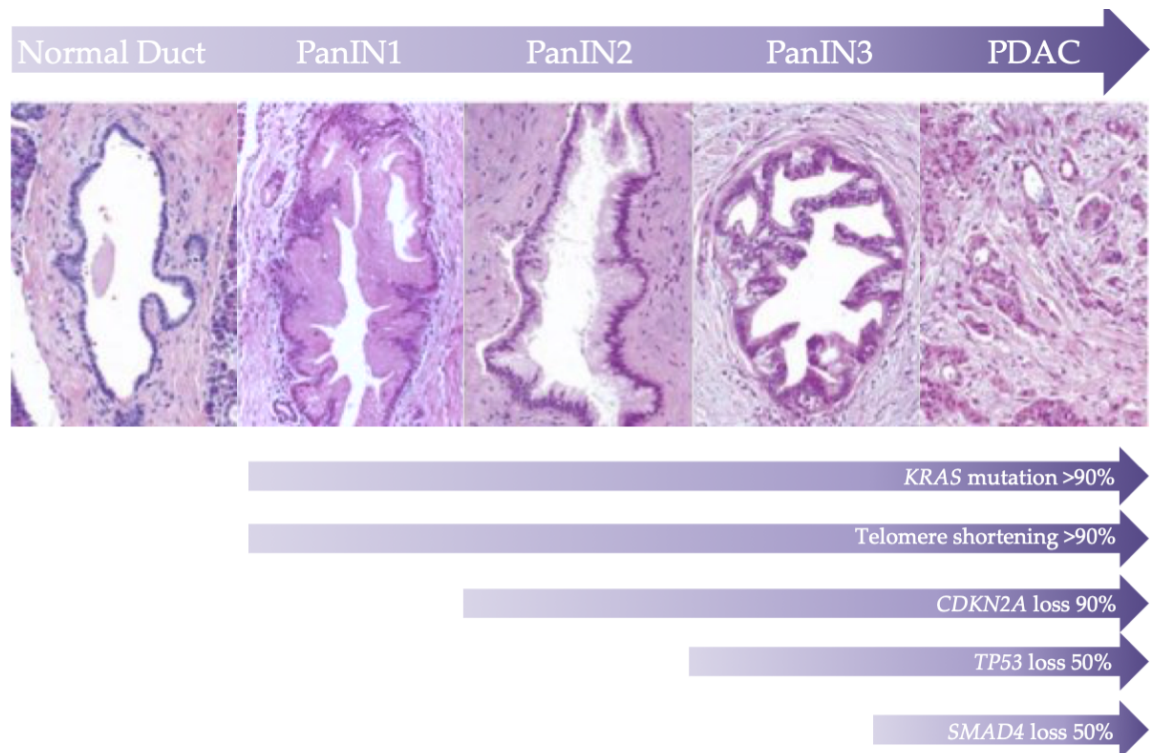 Normal Duct PanIN1 PanIN2 PanIN3 PDAC
KRAS mutation >90%
Telomere shortening >90%
CDKN2A loss 90%
TP53 loss 50%
SMAD4 loss 50%